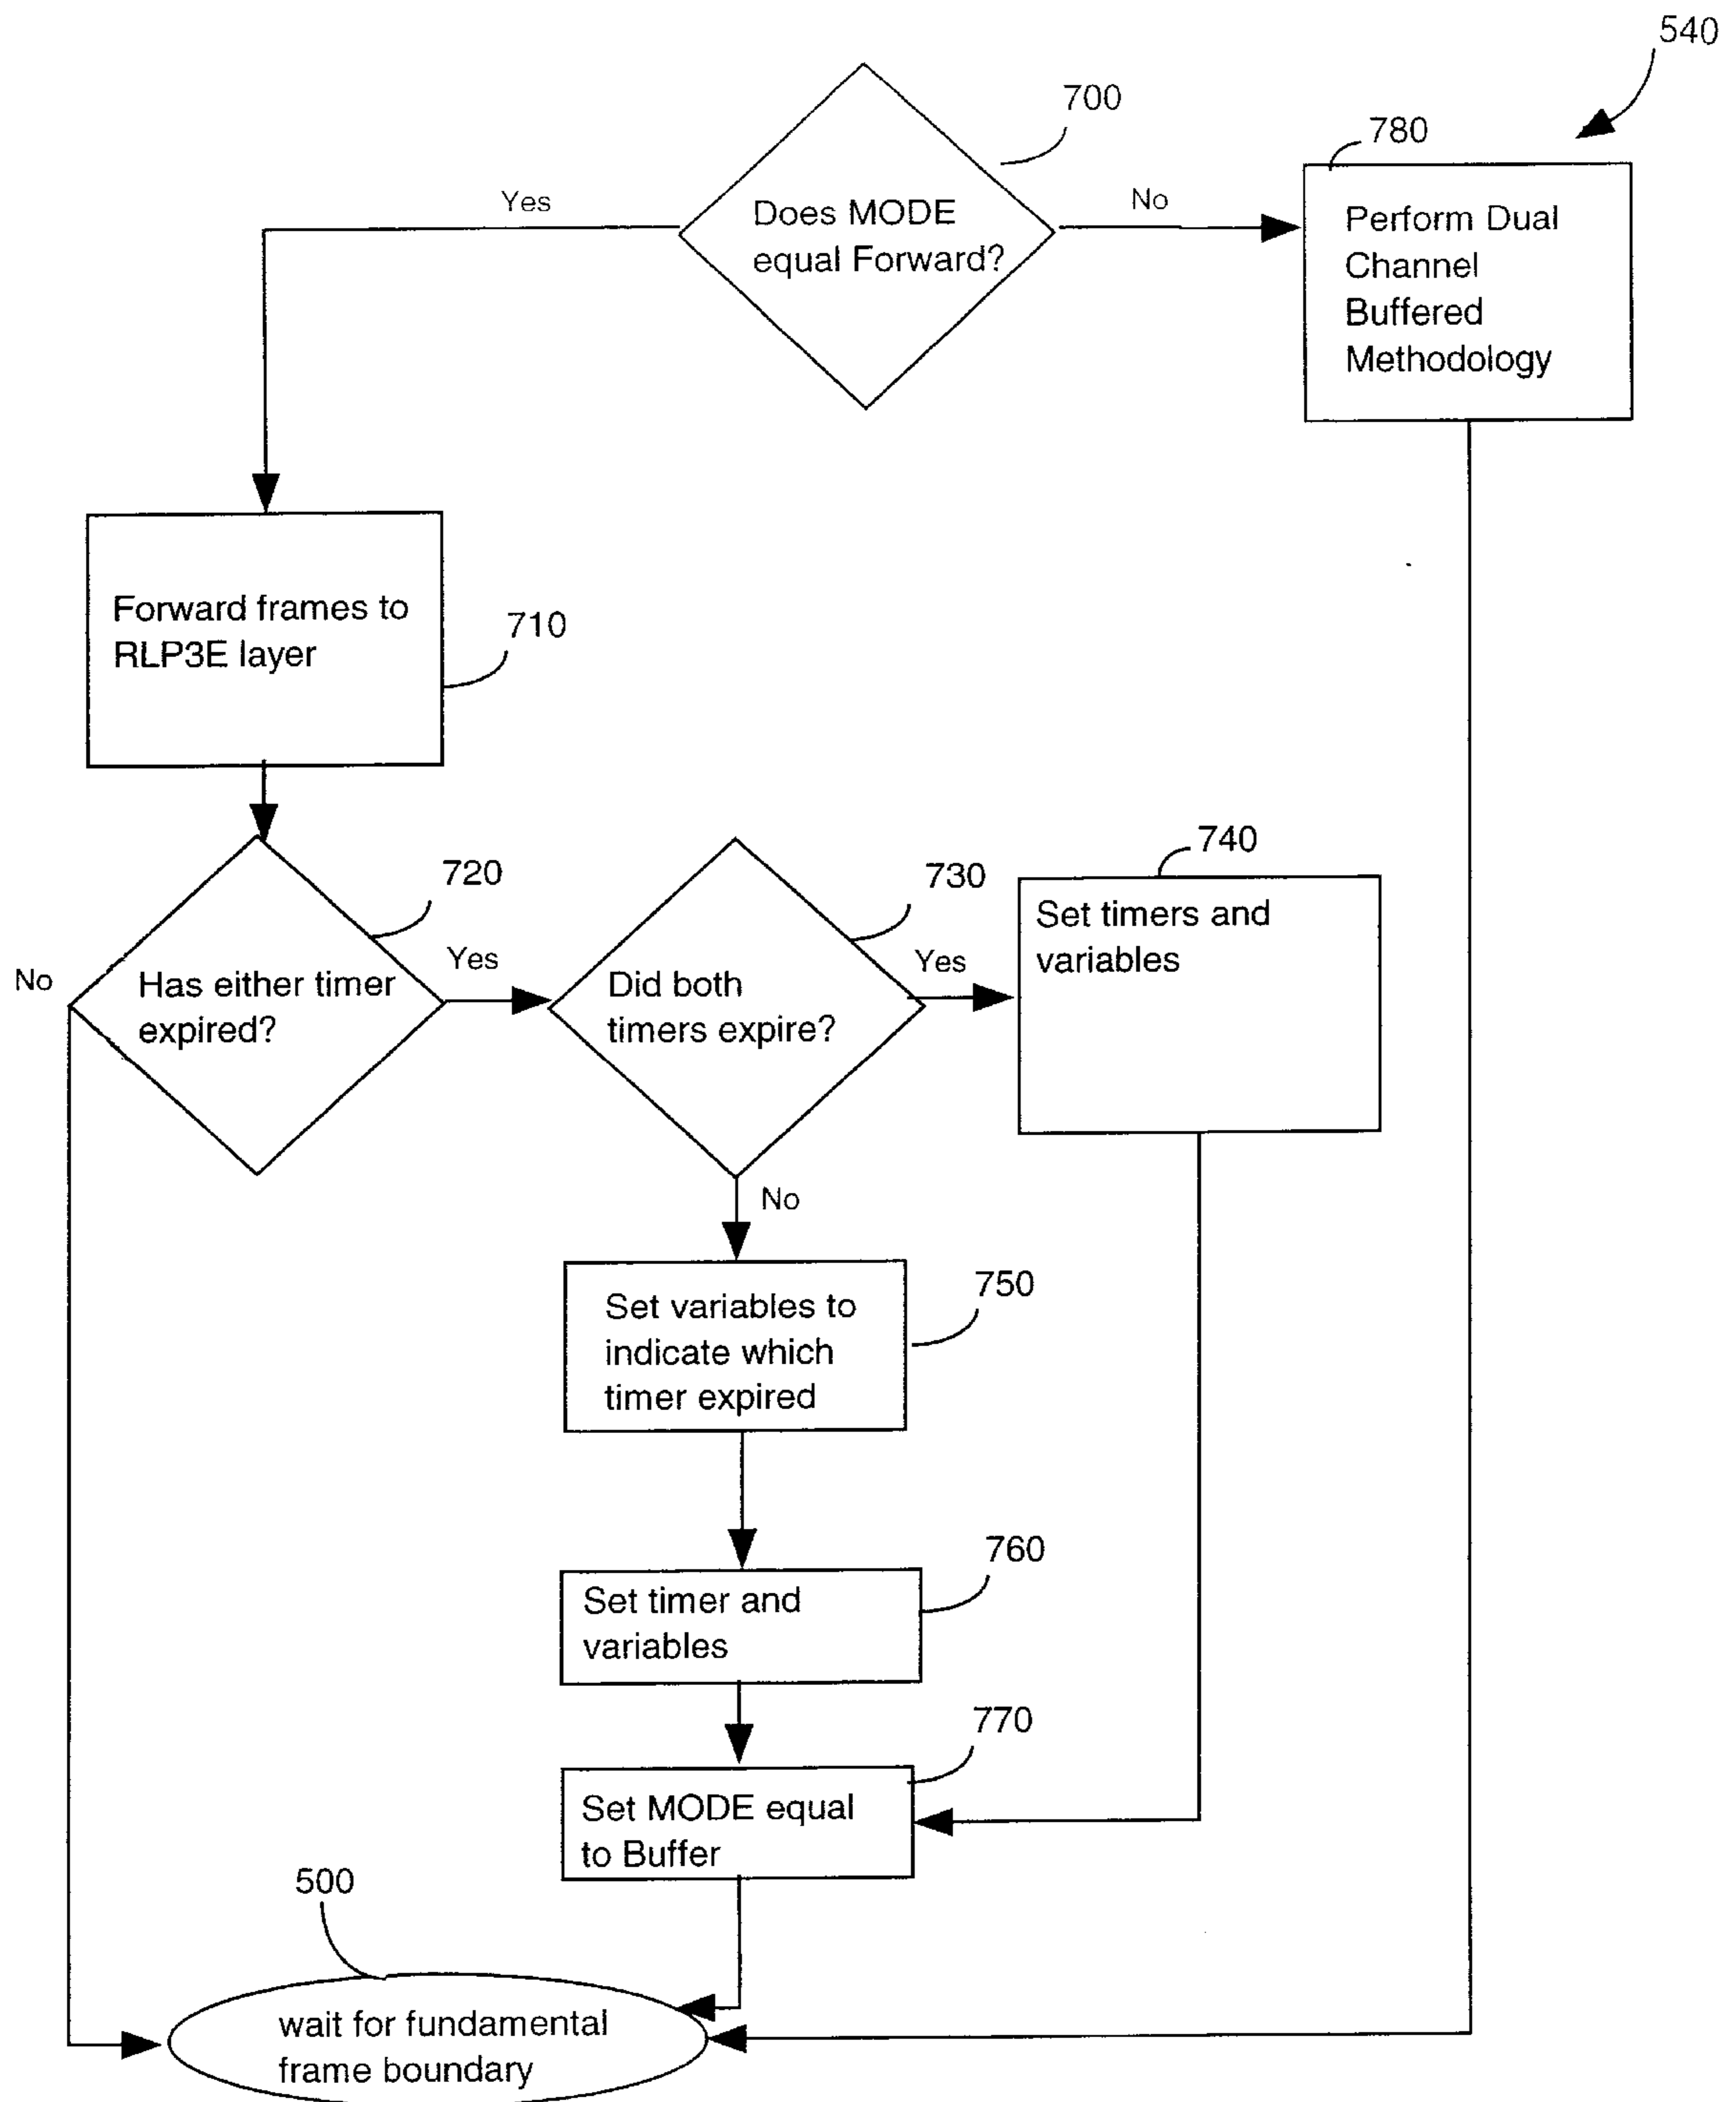 540
700
780
Yes
Does MODE
equal Forward?
No
Perform Dual
Channel
Buffered
Methodology
Forward frames to
RLP3E layer
710
720
730
740
No
Has either timer
expired?
Yes
Did both
timers expire?
Yes
Set timers and
variables
No
750
Set variables to
indicate which
timer expired
760
Set timer and
variables
770
Set MODE equal
to Buffer
500
wait for fundamental
frame boundary